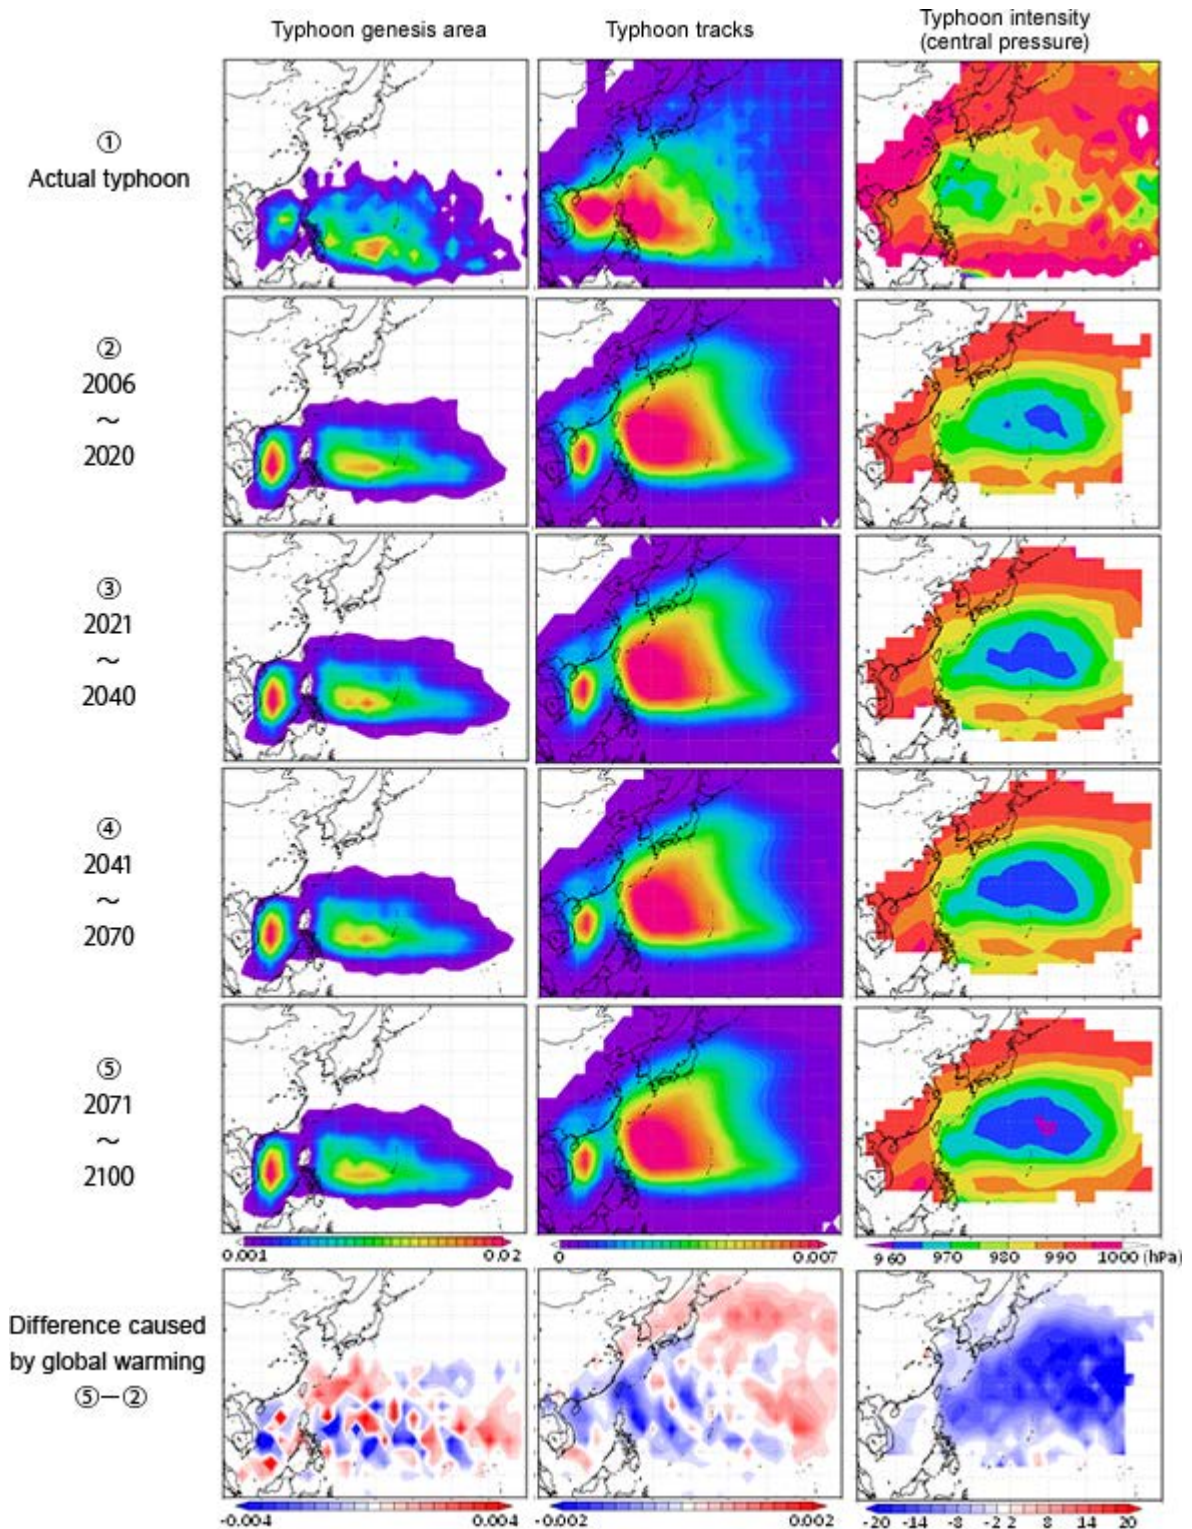 Typhoon genesis area
Typhoon tracks
Typhoon intensity
(central pressure)
①
Actual typhoon
②
2006
～
2020
③
2021
～
2040
④
2041
～
2070
⑤
2071
～
2100
0.001 0.02
0 0.007
960 970 980 990 1000 (hPa)
Difference caused
by global warming
⑤—②
-0.004 0.004
-0.002 0.002
-20 -14 -8 -2 2 8 14 20